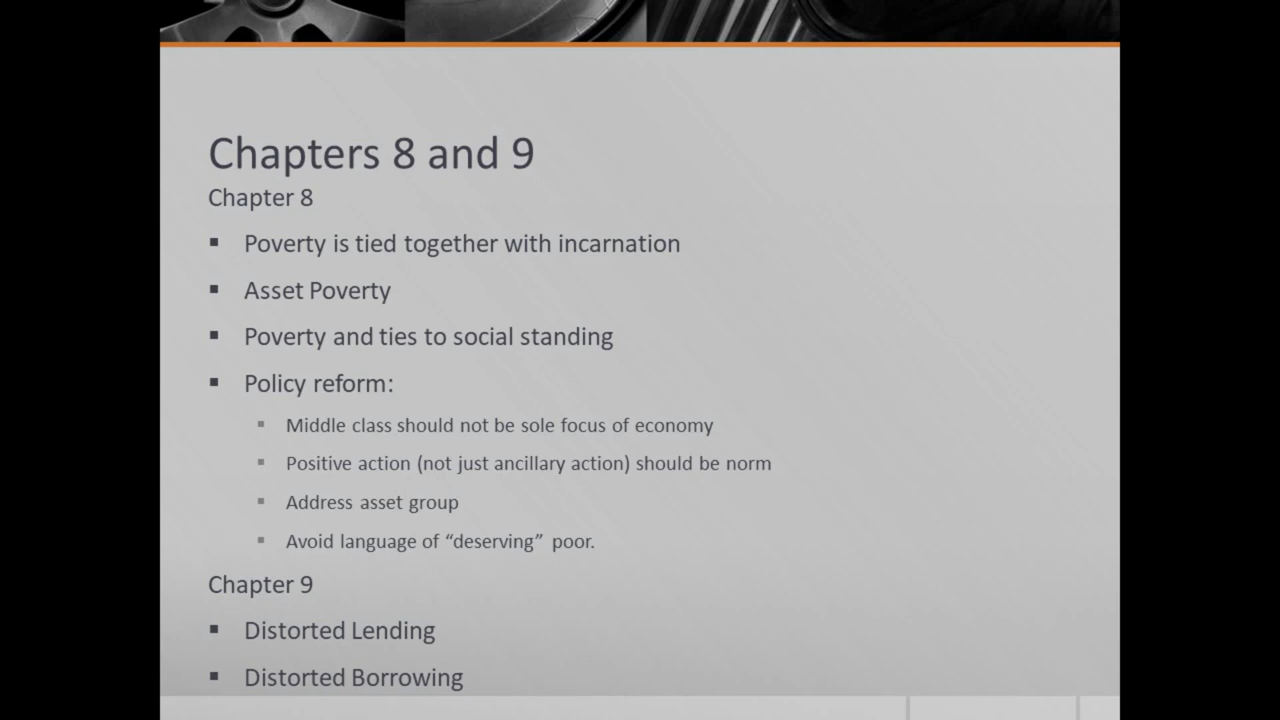 Chapters 8 and 9
Chapter 8
▪ Poverty is tied together with incarnation
▪ Asset Poverty
▪ Poverty and ties to social standing
▪ Policy reform:
▪ Middle class should not be sole focus of economy
▪ Positive action (not just ancillary action) should be norm
▪ Address asset group
▪ Avoid language of “deserving” poor.
Chapter 9
▪ Distorted Lending
▪ Distorted Borrowing